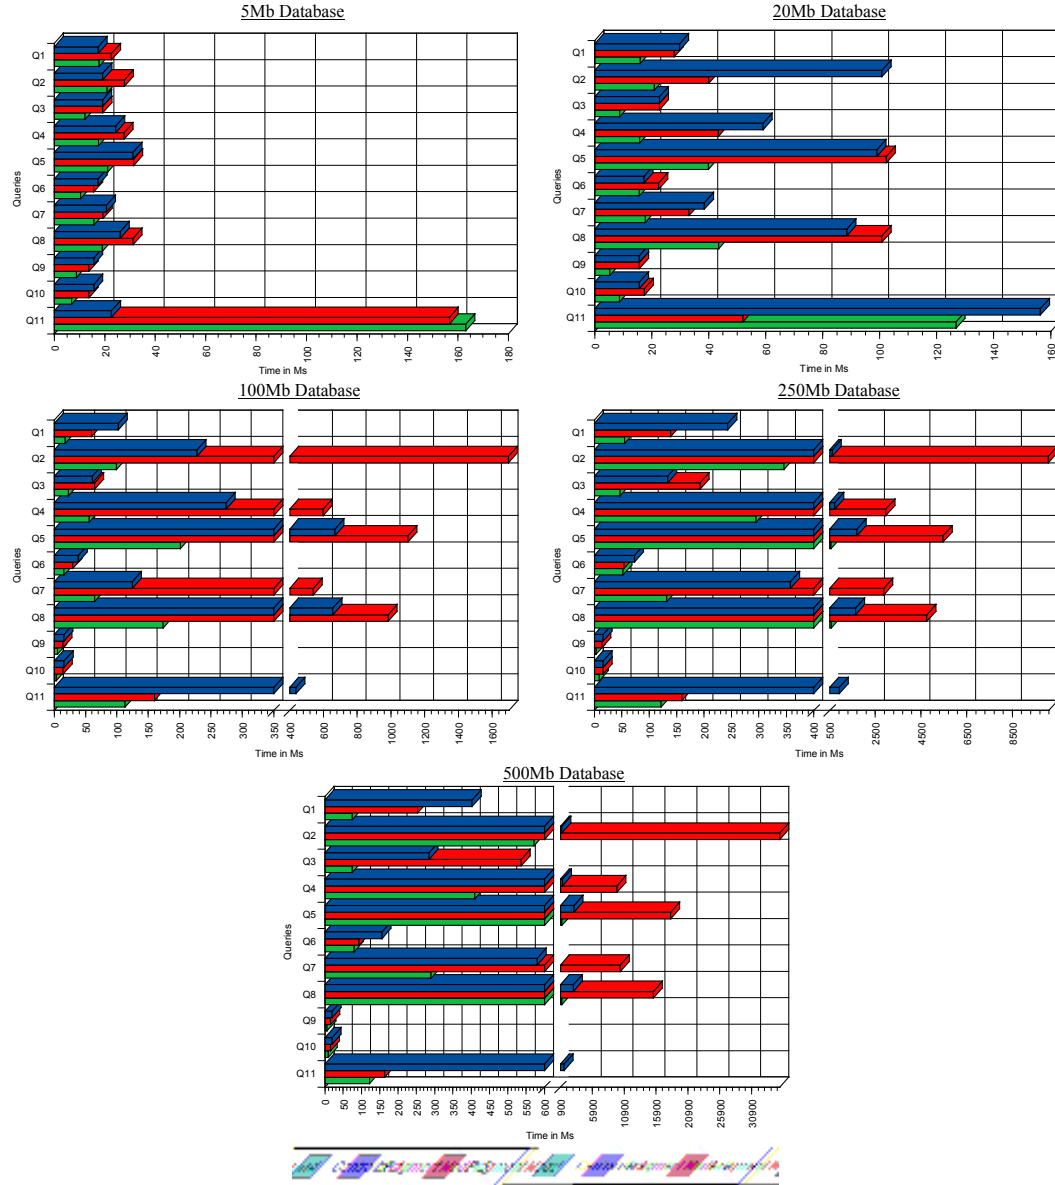 5Mb Database
Queries
Q1
Q2
Q3
Q4
Q5
Q6
Q7
Q8
Q9
Q10
Q11
0 20 40 60 80 100 120 140 160 180
Time in Ms
20Mb Database
Queries
Q1
Q2
Q3
Q4
Q5
Q6
Q7
Q8
Q9
Q10
Q11
0 20 40 60 80 100 120 140 160
Time in Ms
100Mb Database
Queries
Q1
Q2
Q3
Q4
Q5
Q6
Q7
Q8
Q9
Q10
Q11
0 50 100 150 200 250 300 350 400 600 800 1000 1200 1400 1600
Time in Ms
250Mb Database
Queries
Q1
Q2
Q3
Q4
Q5
Q6
Q7
Q8
Q9
Q10
Q11
0 50 100 150 200 250 300 350 400 500 2500 4500 6500 8500
Time in Ms
500Mb Database
Queries
Q1
Q2
Q3
Q4
Q5
Q6
Q7
Q8
Q9
Q10
Q11
0 50 100 150 200 250 300 350 400 450 500 550 600 900 5900 10900 15900 20900 25900 30900
Time in Ms